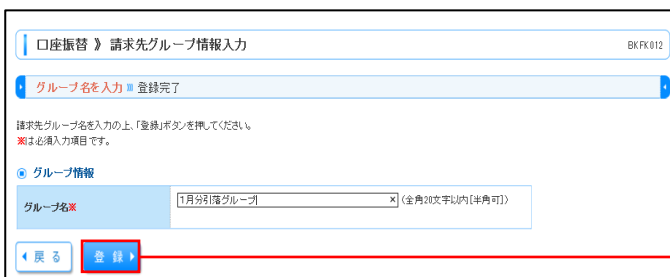 口座振替 》 請求先グループ情報入力 BKFK012
グループ名を入力 》 登録完了
請求先グループ名を入力の上、「登録」ボタンを押してください。
※は必須入力項目です。
グループ情報
グループ名※ 1月分引落グループ × (全角20文字以内[半角可])
戻る 登録